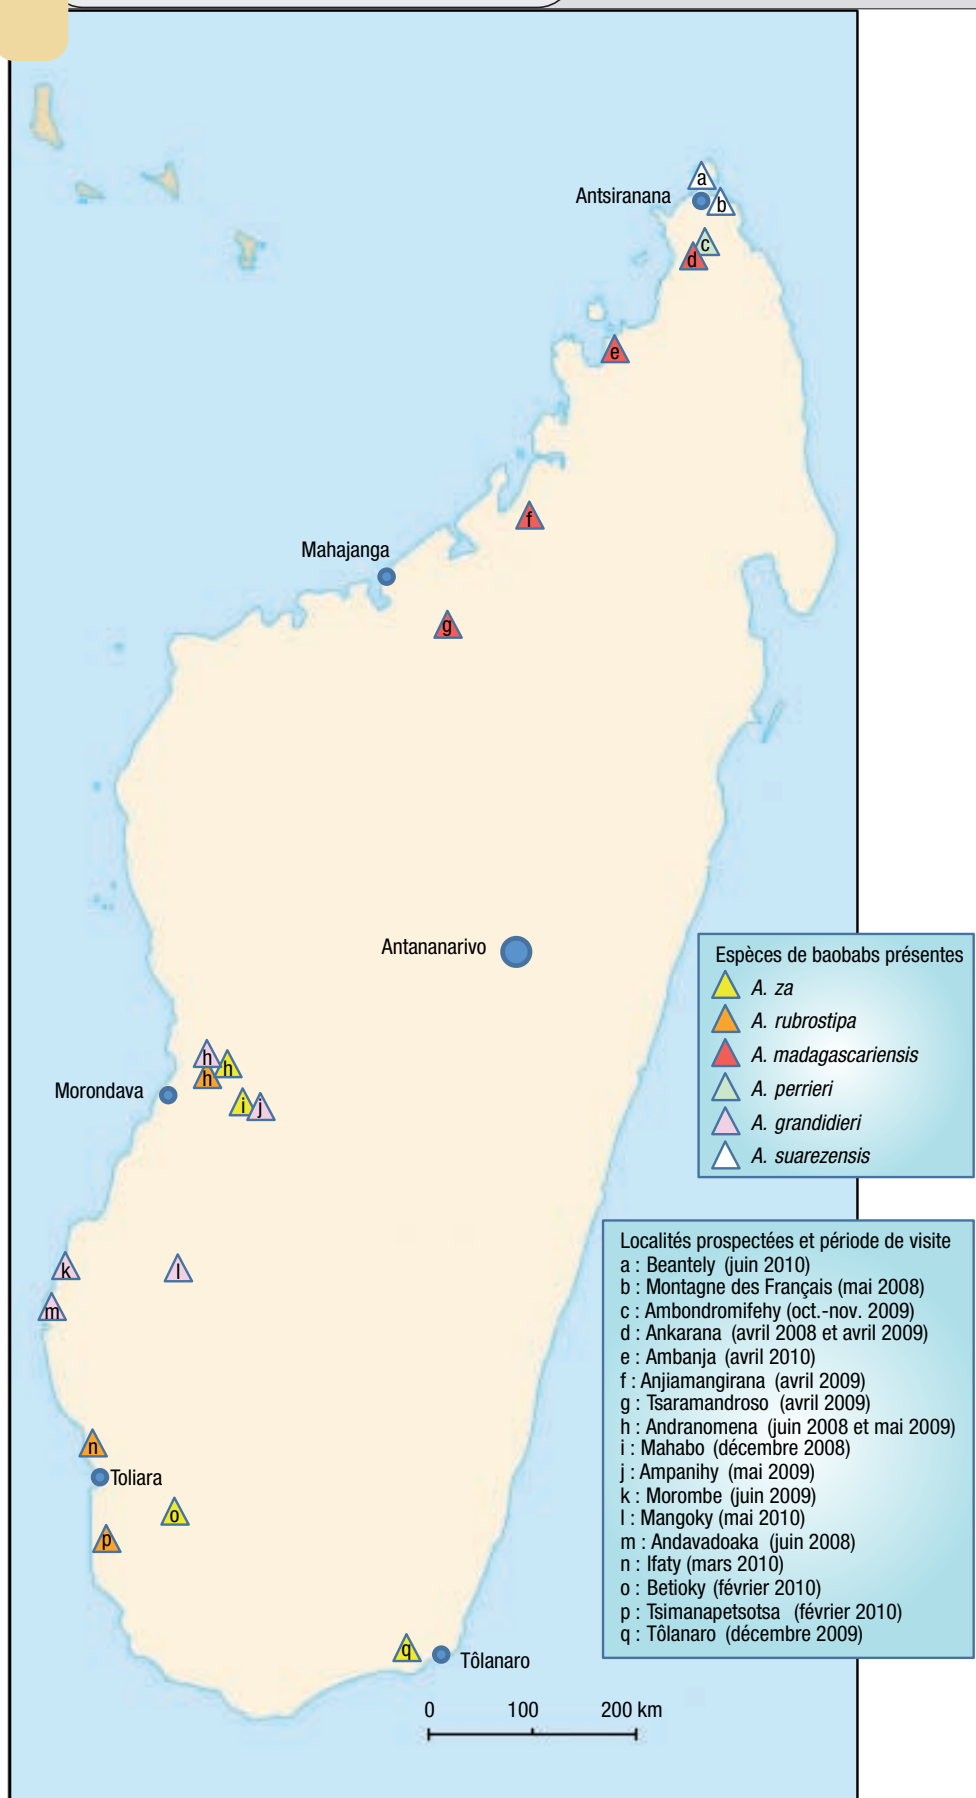 a
Antsiranana
b
c
d
e
f
Mahajanga
g
Antananarivo
Espèces de baobabs présentes
A. za
A. rubrostipa
A. madagascariensis
A. perrieri
A. grandidieri
A. suarezensis
h
h
h
Morondava
i
j
k
l
m
Localités prospectées et période de visite
a : Beantely (juin 2010)
b : Montagne des Français (mai 2008)
c : Ambondromifehy (oct.-nov. 2009)
d : Ankarana (avril 2008 et avril 2009)
e : Ambanja (avril 2010)
f : Anjiamangirana (avril 2009)
g : Tsaramandroso (avril 2009)
h : Andranomena (juin 2008 et mai 2009)
i : Mahabo (décembre 2008)
j : Ampanihy (mai 2009)
k : Morombe (juin 2009)
l : Mangoky (mai 2010)
m : Andavadoaka (juin 2008)
n : Ifaty (mars 2010)
o : Betioky (février 2010)
p : Tsimanapetsotsa (février 2010)
q : Tôlanaro (décembre 2009)
n
Toliara
o
p
q
Tôlanaro
0 100 200 km